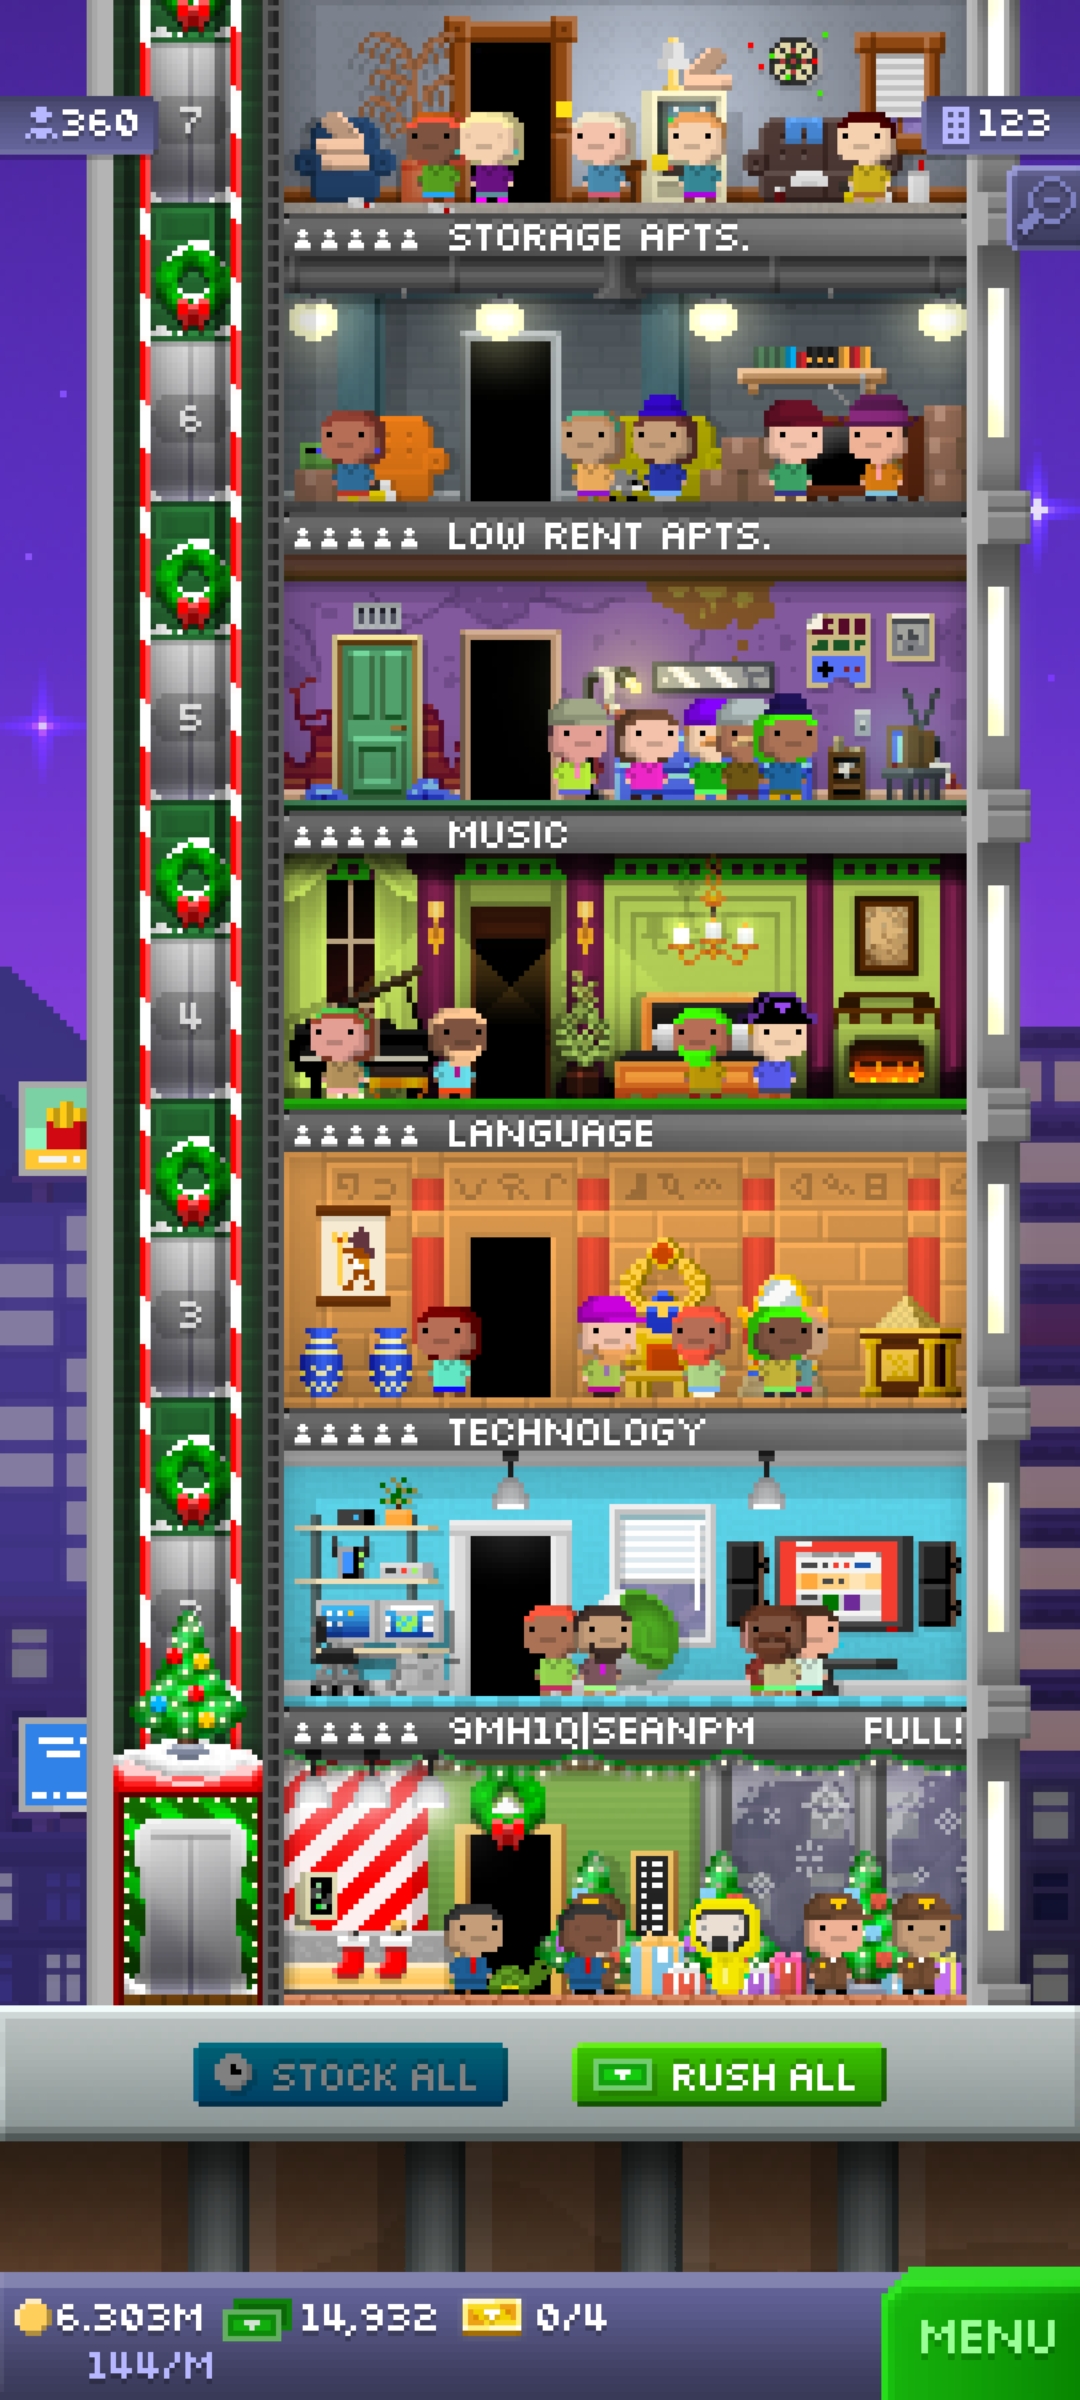 7
360
123
STORAGE APTS.
6
LOW RENT APTS.
5
MUSIC
4
LANGUAGE
3
TECHNOLOGY
9MH1Q|SEANPM FULL!
STOCK ALL
RUSH ALL
6.303M 14,932 0/4
144/M
MENU